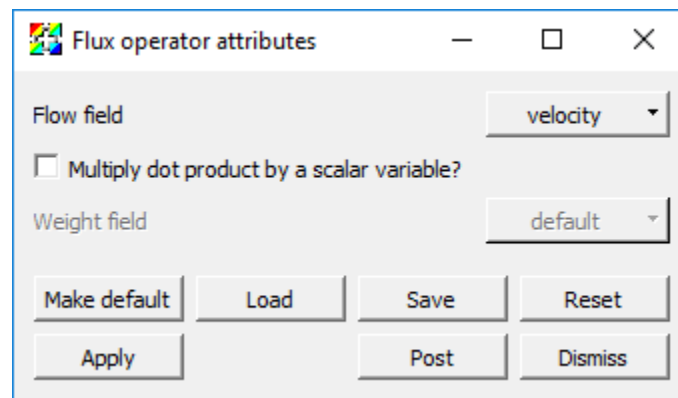 Flux operator attributes
Flow field velocity
Multiply dot product by a scalar variable?
Weight field default
Make default Load Save Reset
Apply Post Dismiss